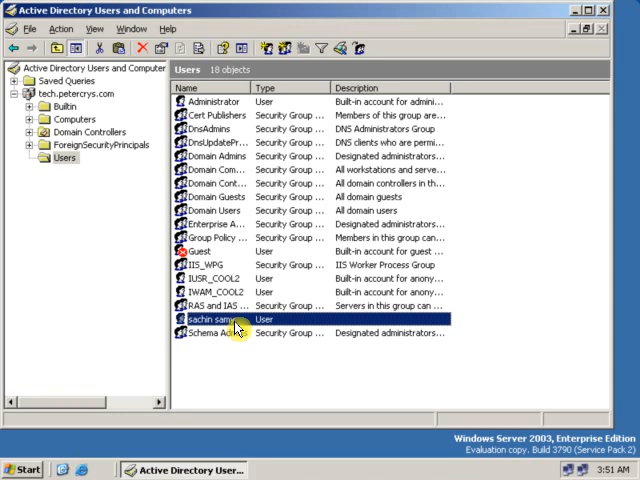 Active Directory Users and Computers
File Action View Window Help
Active Directory Users and Computer
Saved Queries
tech.petercrys.com
Builtin
Computers
Domain Controllers
ForeignSecurityPrincipals
Users
Users 18 objects
Name Type Description
Administrator User Built-in account for admini...
Cert Publishers Security Group ... Members of this group are...
DnsAdmins Security Group ... DNS Administrators Group
DnsUpdatePr... Security Group ... DNS clients who are permi...
Domain Admins Security Group ... Designated administrators...
Domain Com... Security Group ... All workstations and serve...
Domain Cont... Security Group ... All domain controllers in th...
Domain Guests Security Group ... All domain guests
Domain Users Security Group ... All domain users
Enterprise A... Security Group ... Designated administrators...
Group Policy ... Security Group ... Members in this group can...
Guest User Built-in account for guest ...
IIS_WPG Security Group ... IIS Worker Process Group
IUSR_COOL2 User Built-in account for anony...
IWAM_COOL2 User Built-in account for anony...
RAS and IAS ... Security Group ... Servers in this group can ...
sachin User
Schema Security Group ... Designated administrators...
Windows Server 2003, Enterprise Edition
Evaluation copy. Build 3790 (Service Pack 2)
Start Active Directory User... 3:51 AM